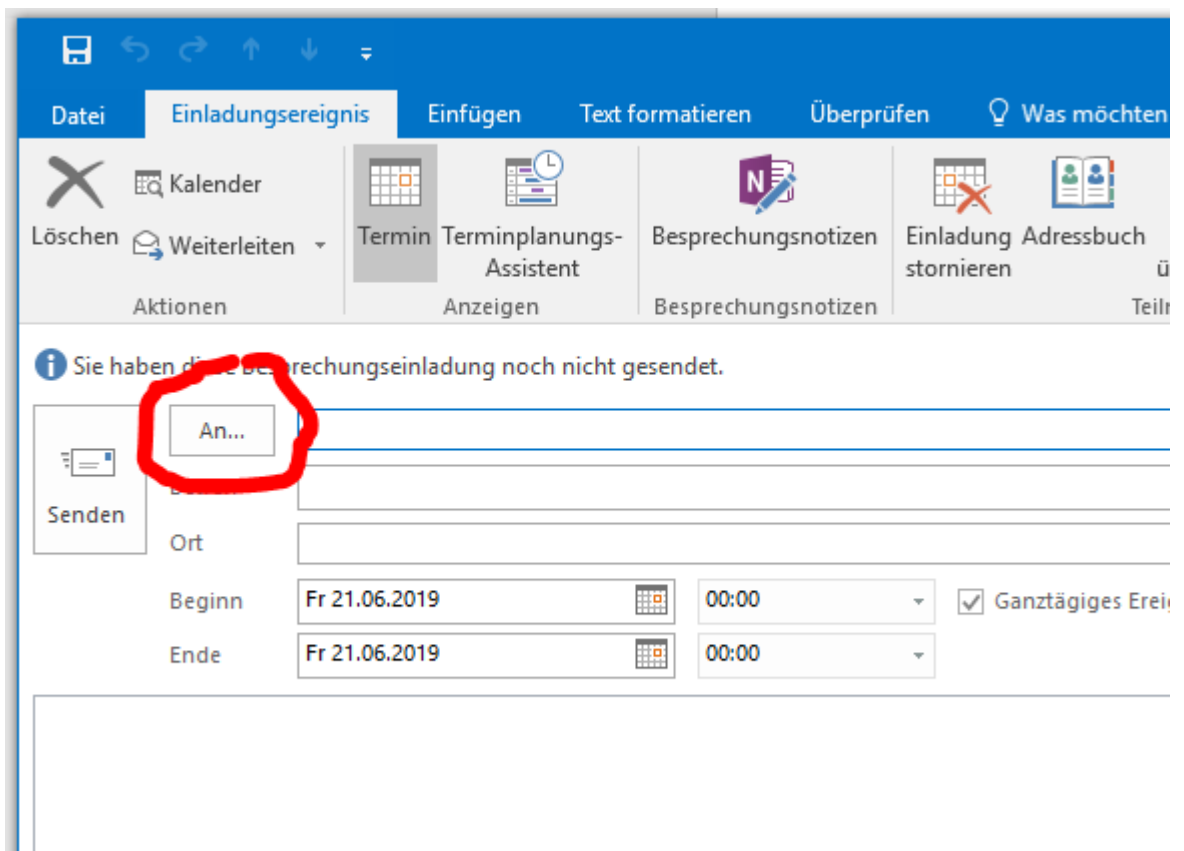 Datei Einladungsereignis Einfügen Text formatieren Überprüfen Was möchten
Kalender
Löschen Weiterleiten Termin Terminplanungs- Besprechungsnotizen Einladung Adressbuch
Assistent stornieren ü
Aktionen Anzeigen Besprechungsnotizen
Sie haben noch nicht gesendet.
An...
Senden
Ort
Beginn Fr 21.06.2019 00:00 Ganztägiges
Ende Fr 21.06.2019 00:00